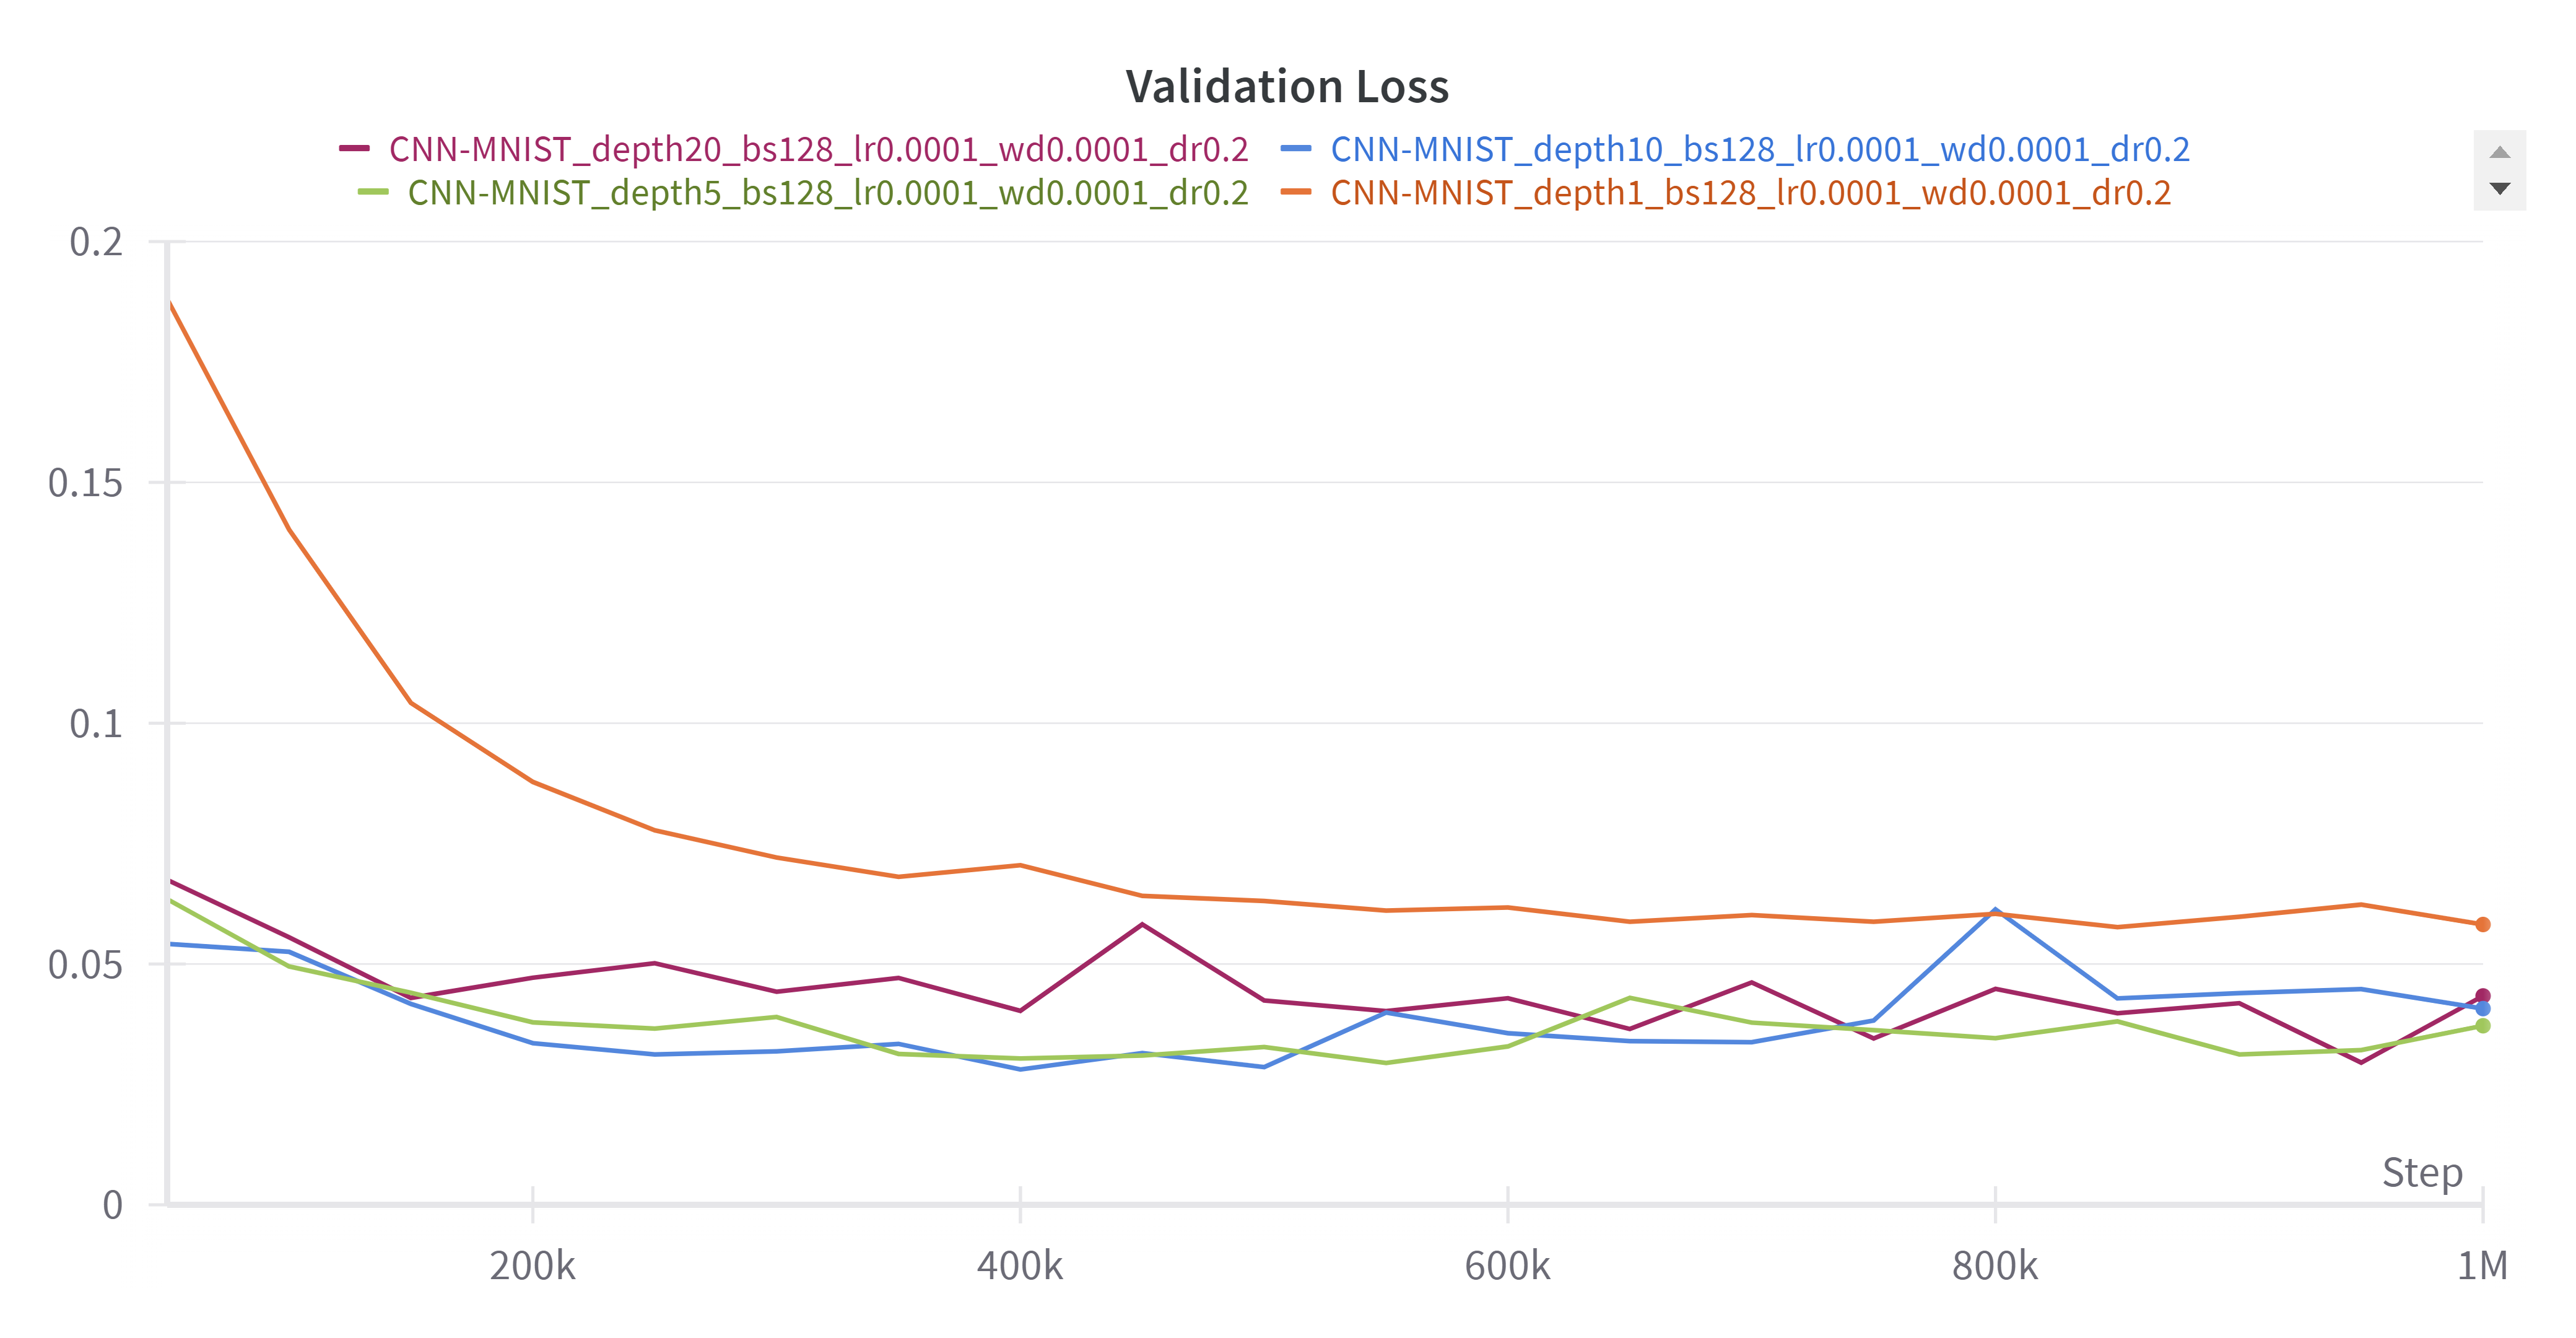 Validation Loss
CNN-MNIST_depth20_bs128_lr0.0001_wd0.0001_dr0.2 CNN-MNIST_depth10_bs128_lr0.0001_wd0.0001_dr0.2
CNN-MNIST_depth5_bs128_lr0.0001_wd0.0001_dr0.2 CNN-MNIST_depth1_bs128_lr0.0001_wd0.0001_dr0.2
0.2
0.15
0.1
0.05
0
Step
200k 400k 600k 800k 1M